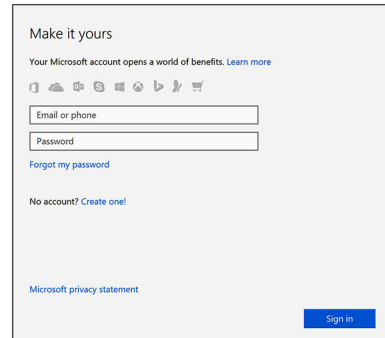 Make it yours
Your Microsoft account opens a world of benefits. Learn more
Email or phone
Password
Forgot my password
No account? Create one!
Microsoft privacy statement
Sign in